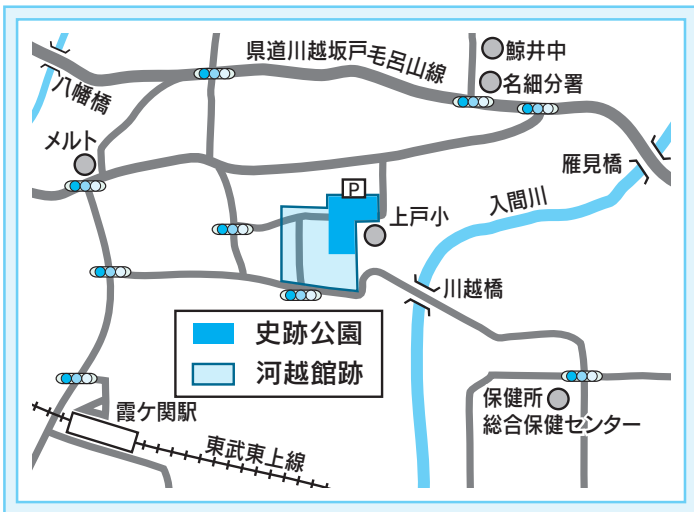 県道川越坂戸毛呂山線
鯨井中
名細分署
八幡橋
メルト
雁見橋
P
上戸小
入間川
川越橋
史跡公園
河越館跡
保健所
総合保健センター
霞ケ関駅
東武東上線